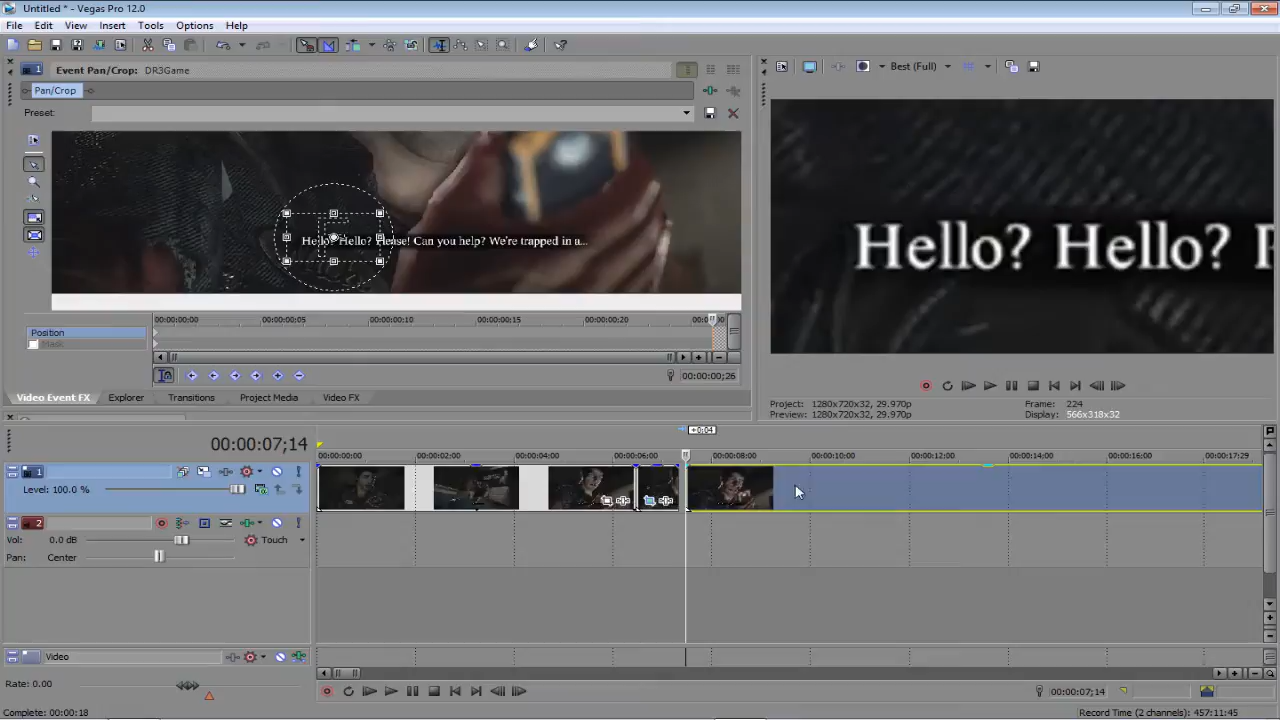 Untitled * - Vegas Pro 12.0
File Edit View Insert Tools Options Help
1 Event Pan/Crop: DR3Game
Pan/Crop
Preset:
Best (Full)
Hello? Hello? Please! Can you help? We're trapped in a...
Hello? Hello? P
00:00:00:00 00:00:00:05 00:00:00:10 00:00:00:15 00:00:00:20
Position
Mask
00:00:00;26
Video Event FX Explorer Transitions Project Media Video FX
Project: 1280x720x32, 29.970p Frame: 224
Preview: 1280x720x32, 29.970p Display: 566x318x32
00:00:07;14
+0:04
00:00:00:00 00:00:02:00 00:00:04:00 00:00:06:00 00:00:08:00 00:00:10:00 00:00:12:00 00:00:14:00 00:00:16:00 00:00:17:29
1
Level: 100.0 %
2
Vol: 0.0 dB Touch
Pan: Center
Video
Rate: 0.00
00:00:07;14
Complete: 00:00:18
Record Time (2 channels): 457:11:45